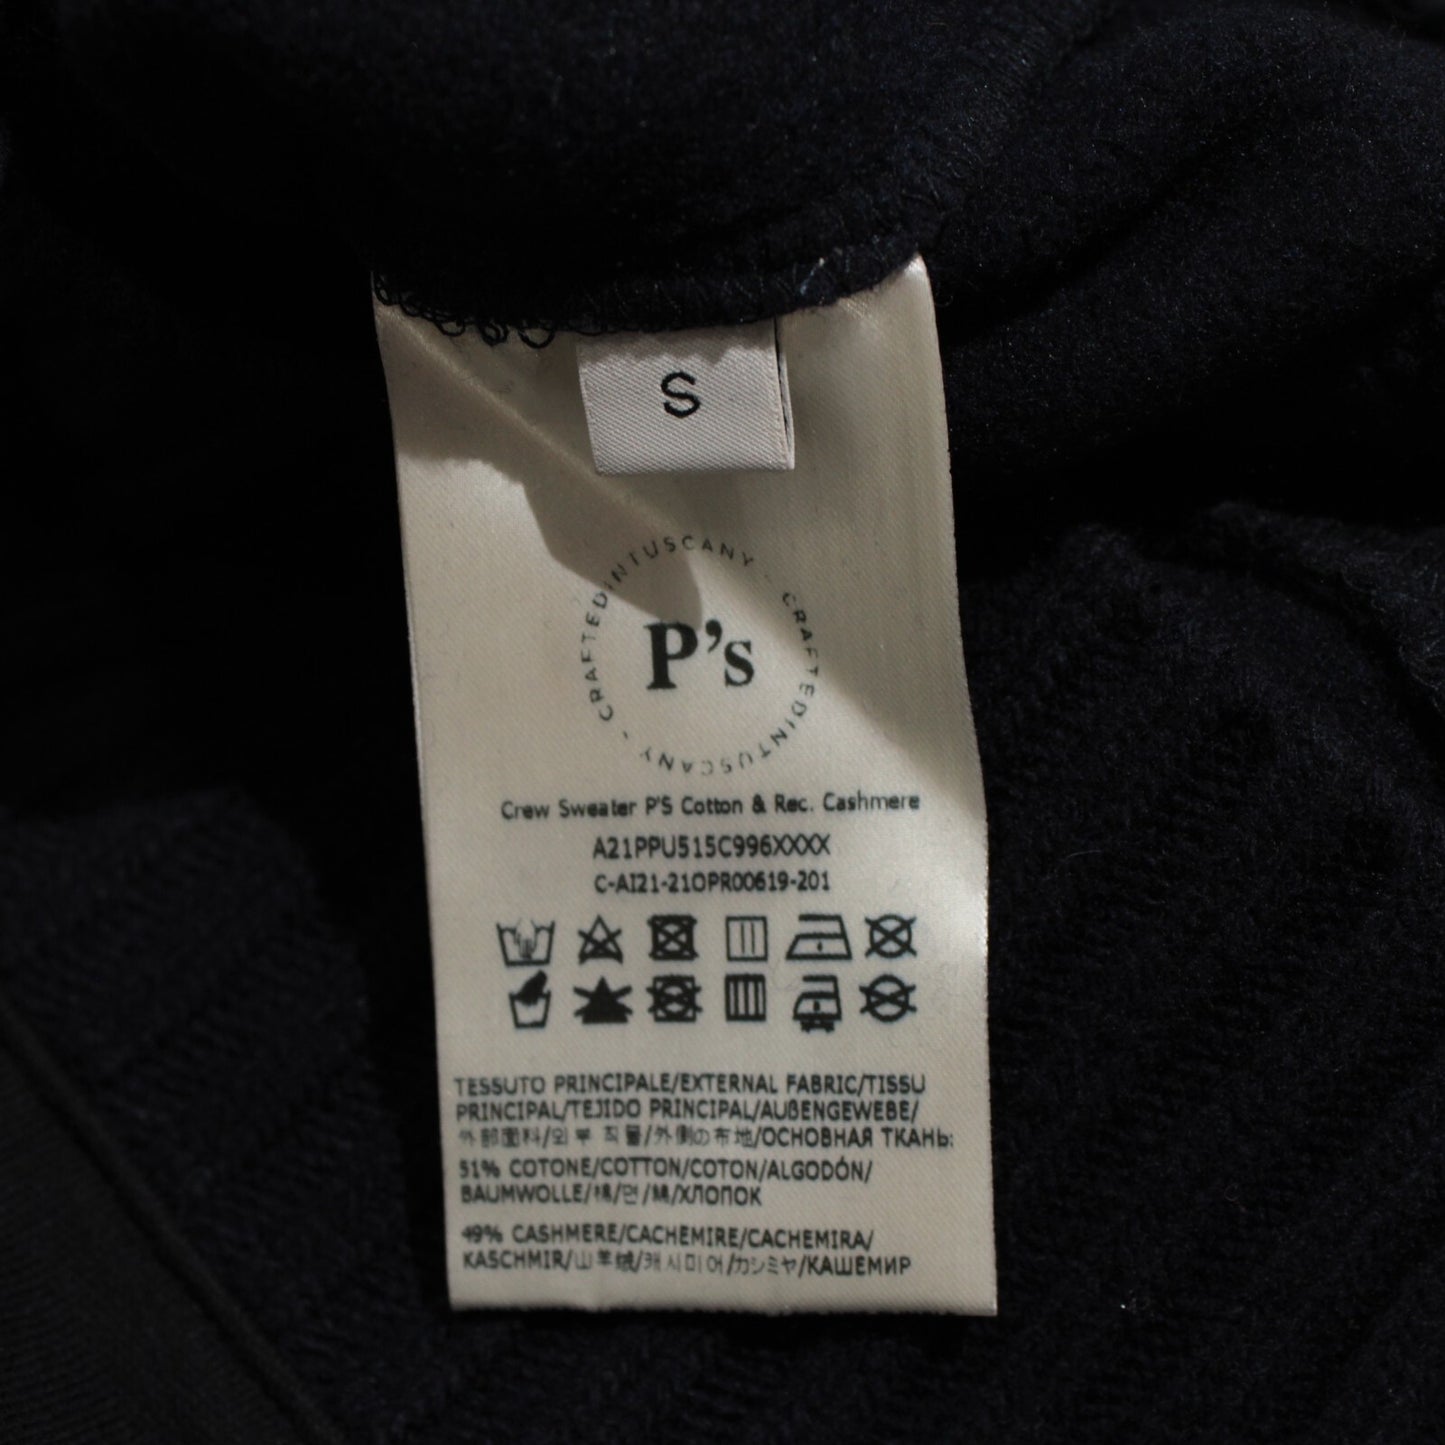 S
CRAFTEDINTUSCANY - CRAFTEDINTUSCANY -
P's
Crew Sweater P'S Cotton & Rec. Cashmere
A21PPU515C996XXXX
C-AI21-21OPR00619-201
TESSUTO PRINCIPALE/EXTERNAL FABRIC/TISSU
PRINCIPAL/TEJIDO PRINCIPAL/AUßENGEWEBE/
外部面料/외부 직물/外側の布地/ОСНОВНАЯ ТКАНЬ:
51% COTONE/COTTON/COTON/ALGODÓN/
BAUMWOLLE/棉/면/綿/ХЛОПОК
49% CASHMERE/CACHEMIRE/CACHEMIRA/
KASCHMIR/山羊绒/캐시미어/カシミヤ/КАШЕМИР